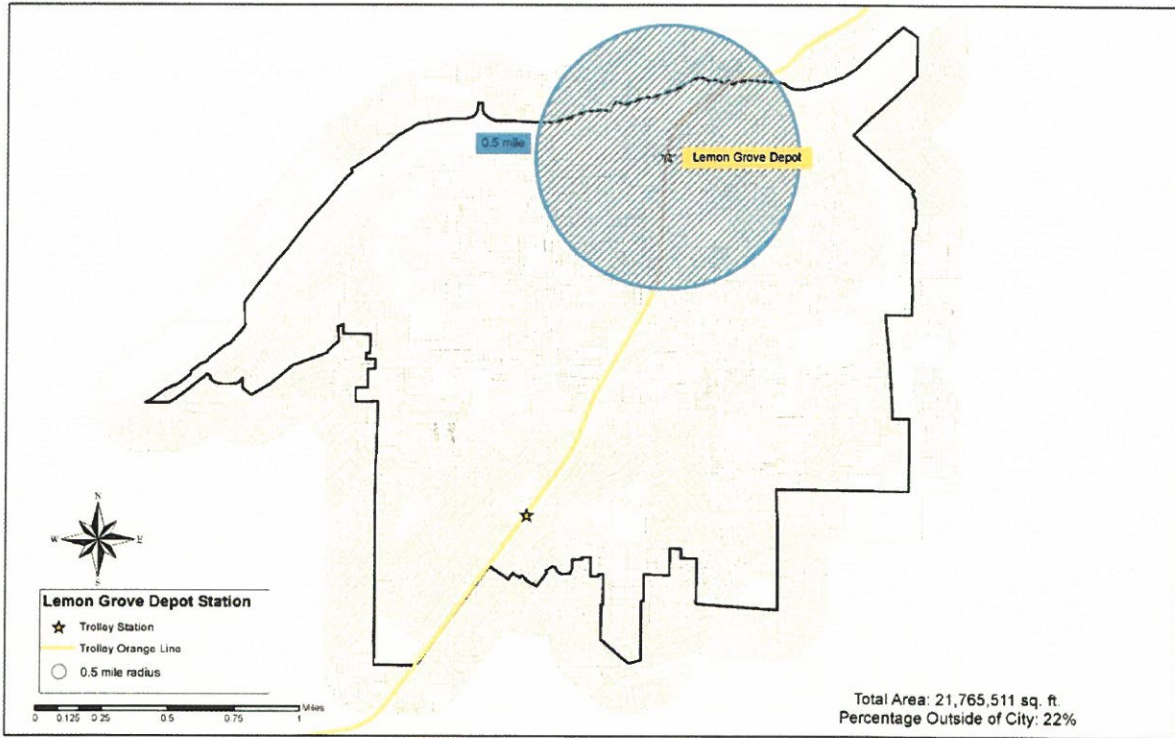 0.5 mile
Lemon Grove Depot
N
W E
S
Lemon Grove Depot Station
Trolley Station
Trolley Orange Line
0.5 mile radius
Miles
0 0.125 0.25 0.5 0.75 1
Total Area: 21,765,511 sq. ft.
Percentage Outside of City: 22%